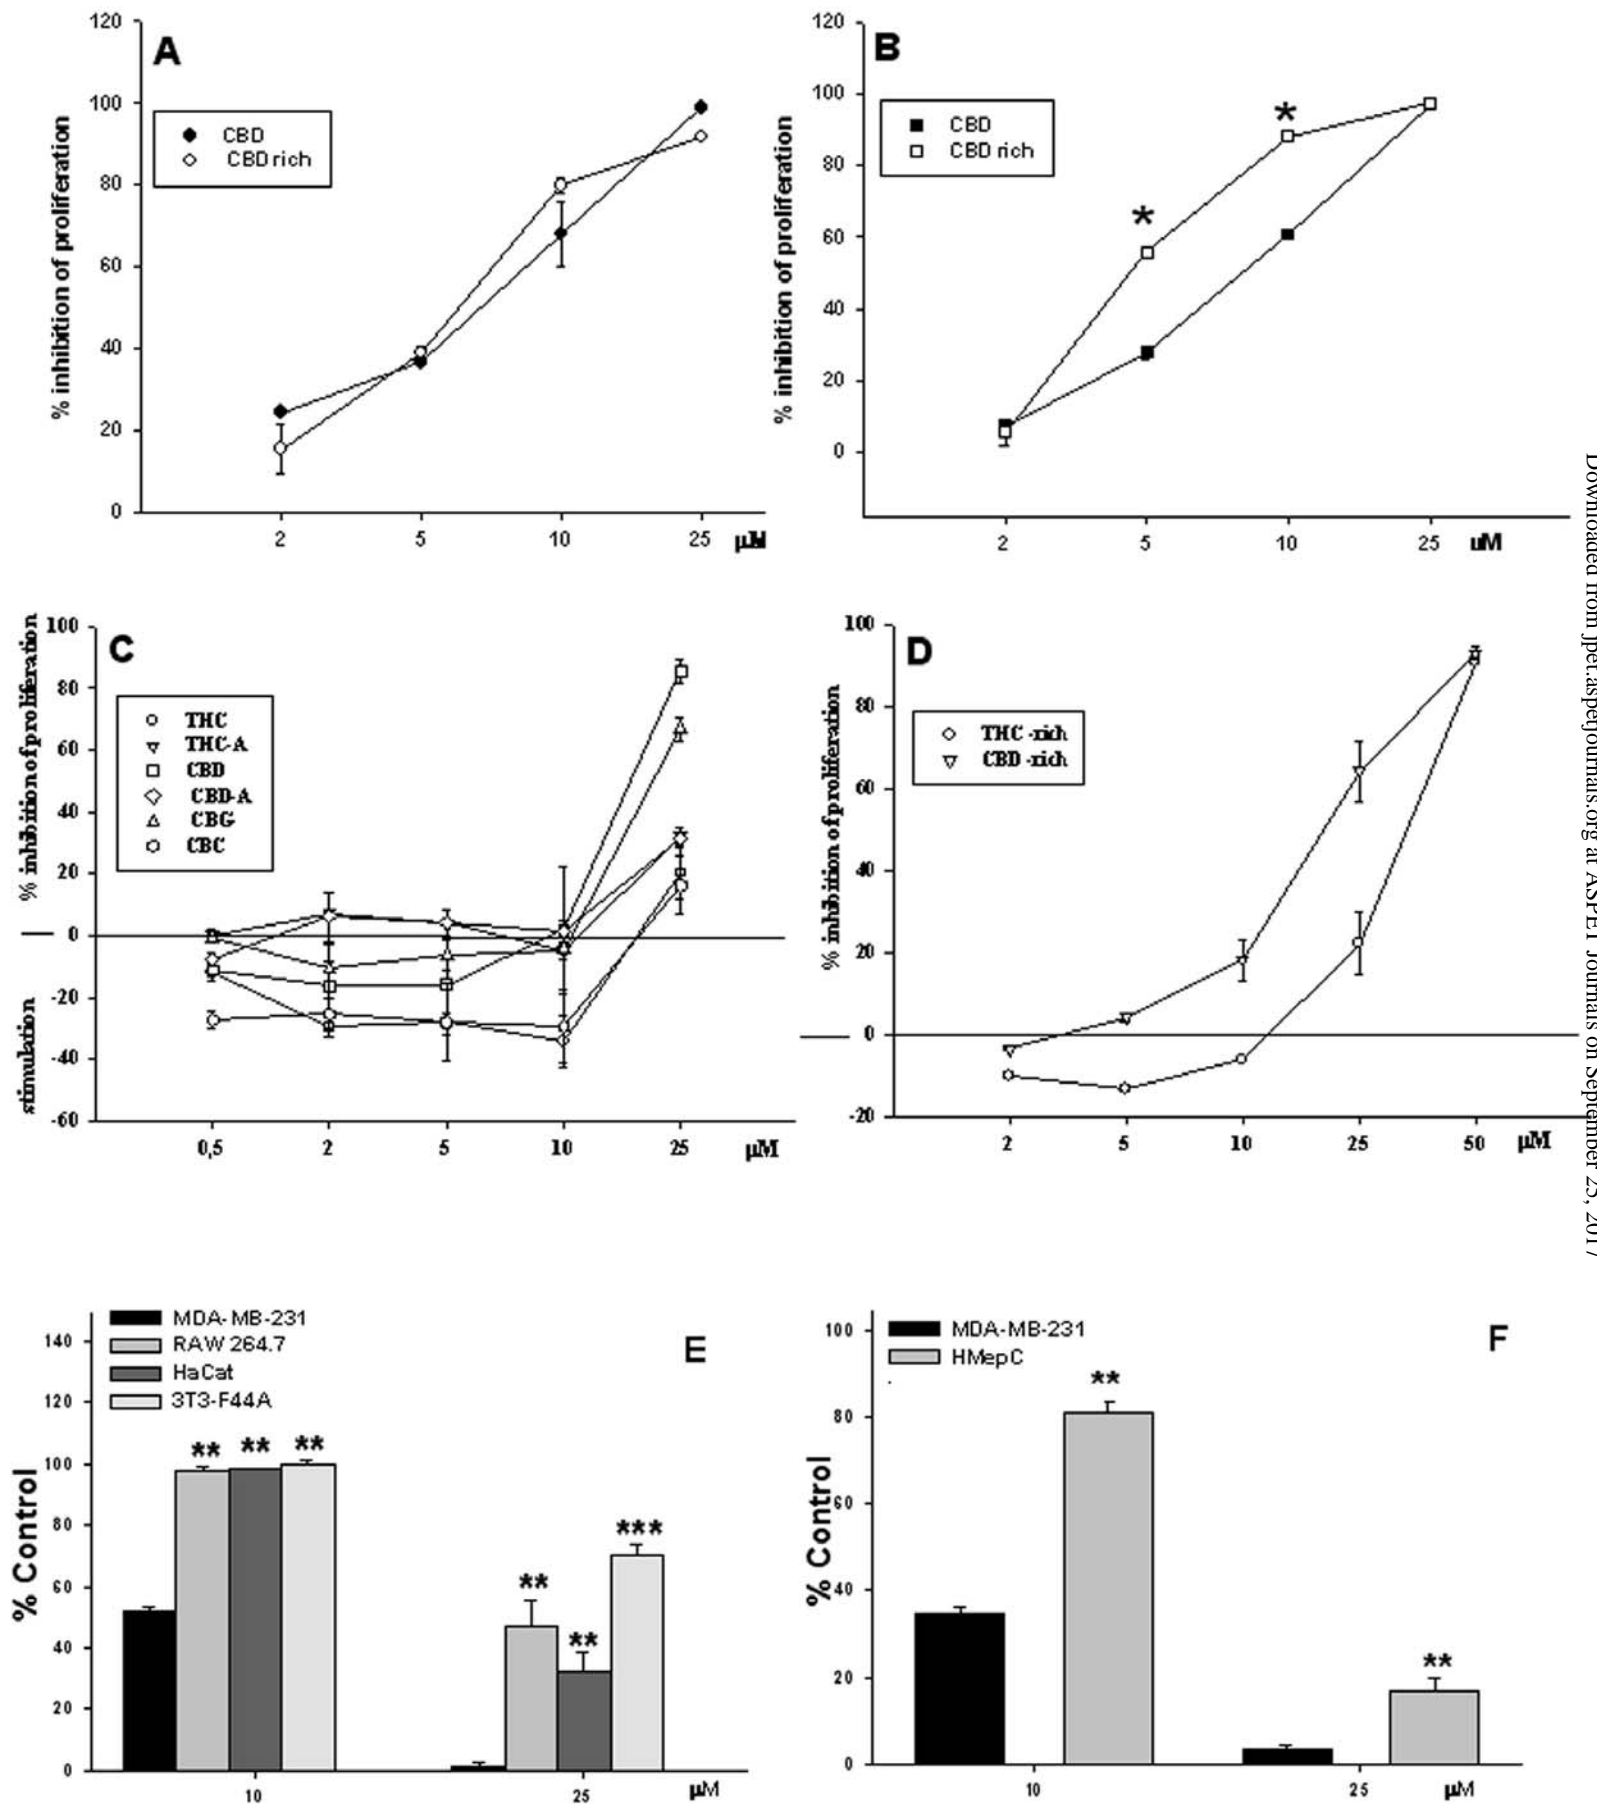 A
% inhibition of proliferation
120
100
80
60
40
20
0
CBD
CBD rich
2 5 10 25 µM
B
% inhibition of proliferation
120
100
80
60
40
20
0
CBD
CBD rich
*
*
2 5 10 25 uM
C
% inhibition of proliferation
stimulation
100
80
60
40
20
0
-20
-40
-60
THC
THC-A
CBD
CBD-A
CBG
CBC
0,5 2 5 10 25 µM
D
% inhibition of proliferation
100
80
60
40
20
0
-20
THC -rich
CBD -rich
2 5 10 25 50 µM
Downloaded from jpet.aspetjournals.org at ASPET Journals on September 25, 2017
E
% Control
MDA-MB-231
RAW 264.7
HaCat
3T3-F44A
140
120
100
80
60
40
20
0
** ** **
** ** ***
10 25 µM
F
% Control
MDA-MB-231
HMepC
100
80
60
40
20
0
**
**
10 25 µM